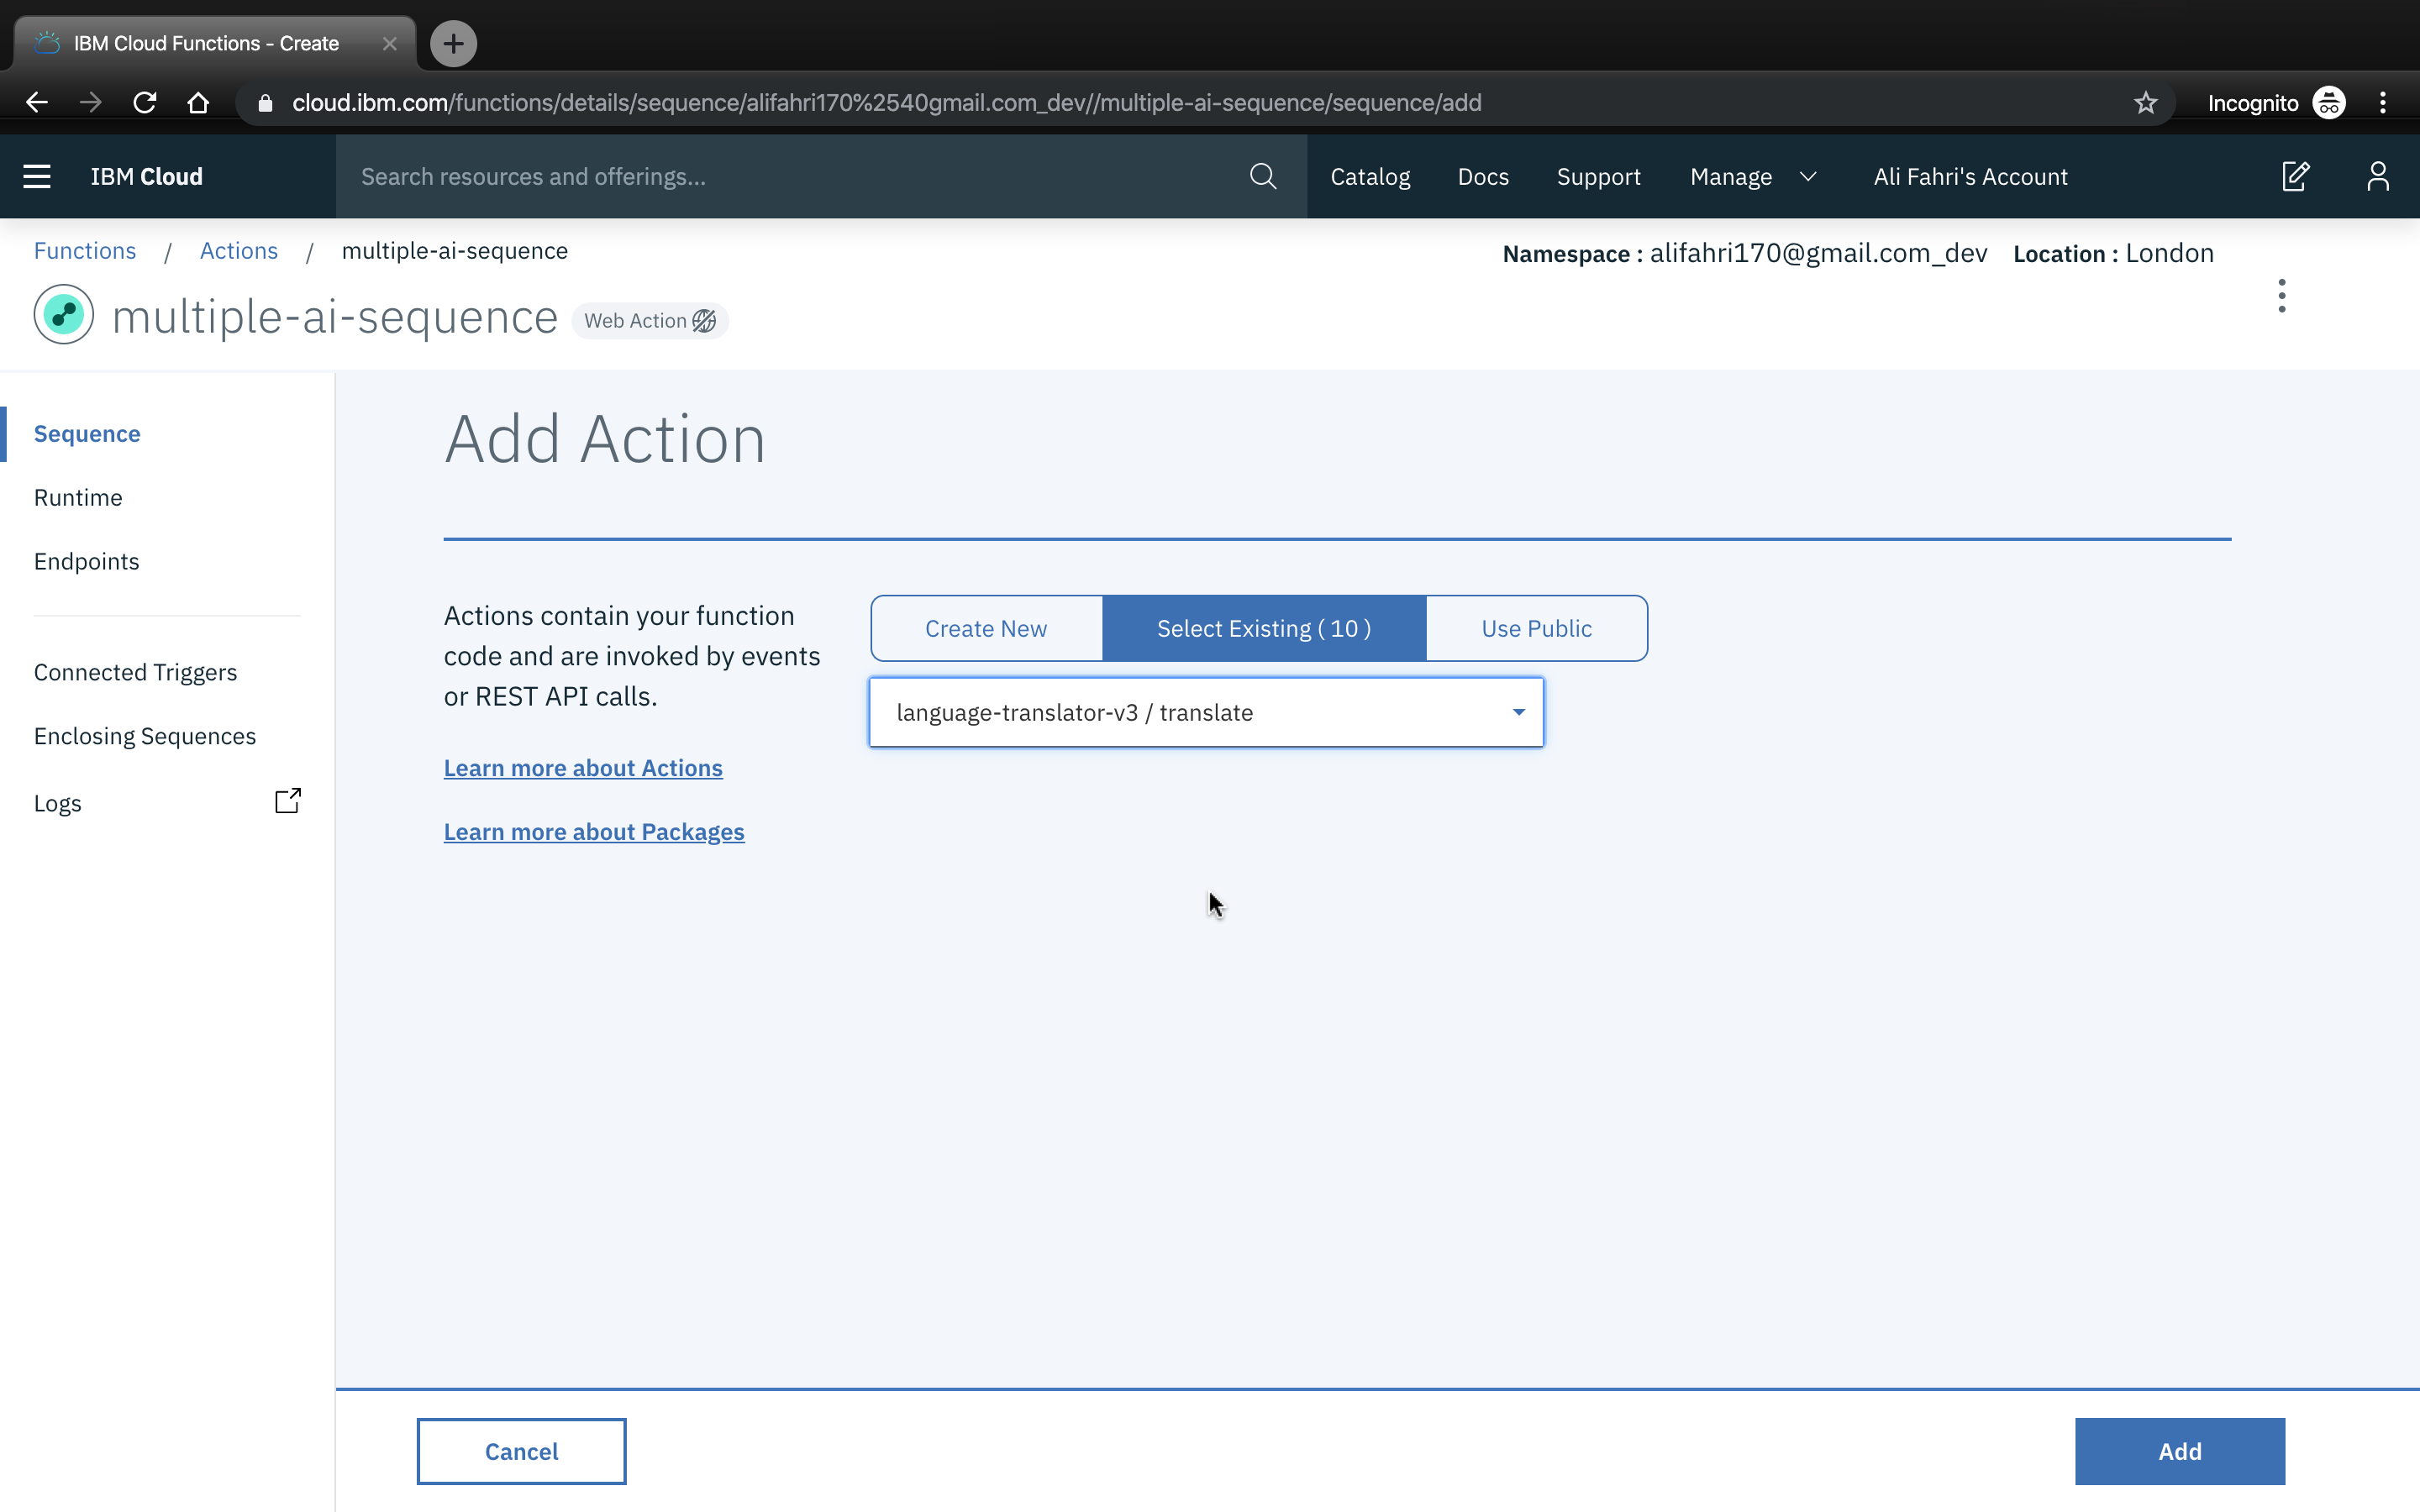 IBM Cloud Functions - Create
cloud.ibm.com/functions/details/sequence/alifahri170%2540gmail.com_dev//multiple-ai-sequence/sequence/add
Incognito
IBM Cloud
Search resources and offerings...
Catalog
Docs
Support
Manage
Ali Fahri's Account
Functions / Actions / multiple-ai-sequence
Namespace : alifahri170@gmail.com_dev Location : London
multiple-ai-sequence
Web Action
Sequence
Runtime
Endpoints
Connected Triggers
Enclosing Sequences
Logs
Add Action
Actions contain your function
code and are invoked by events
or REST API calls.
Learn more about Actions
Learn more about Packages
Create New
Select Existing ( 10 )
Use Public
language-translator-v3 / translate
Cancel
Add